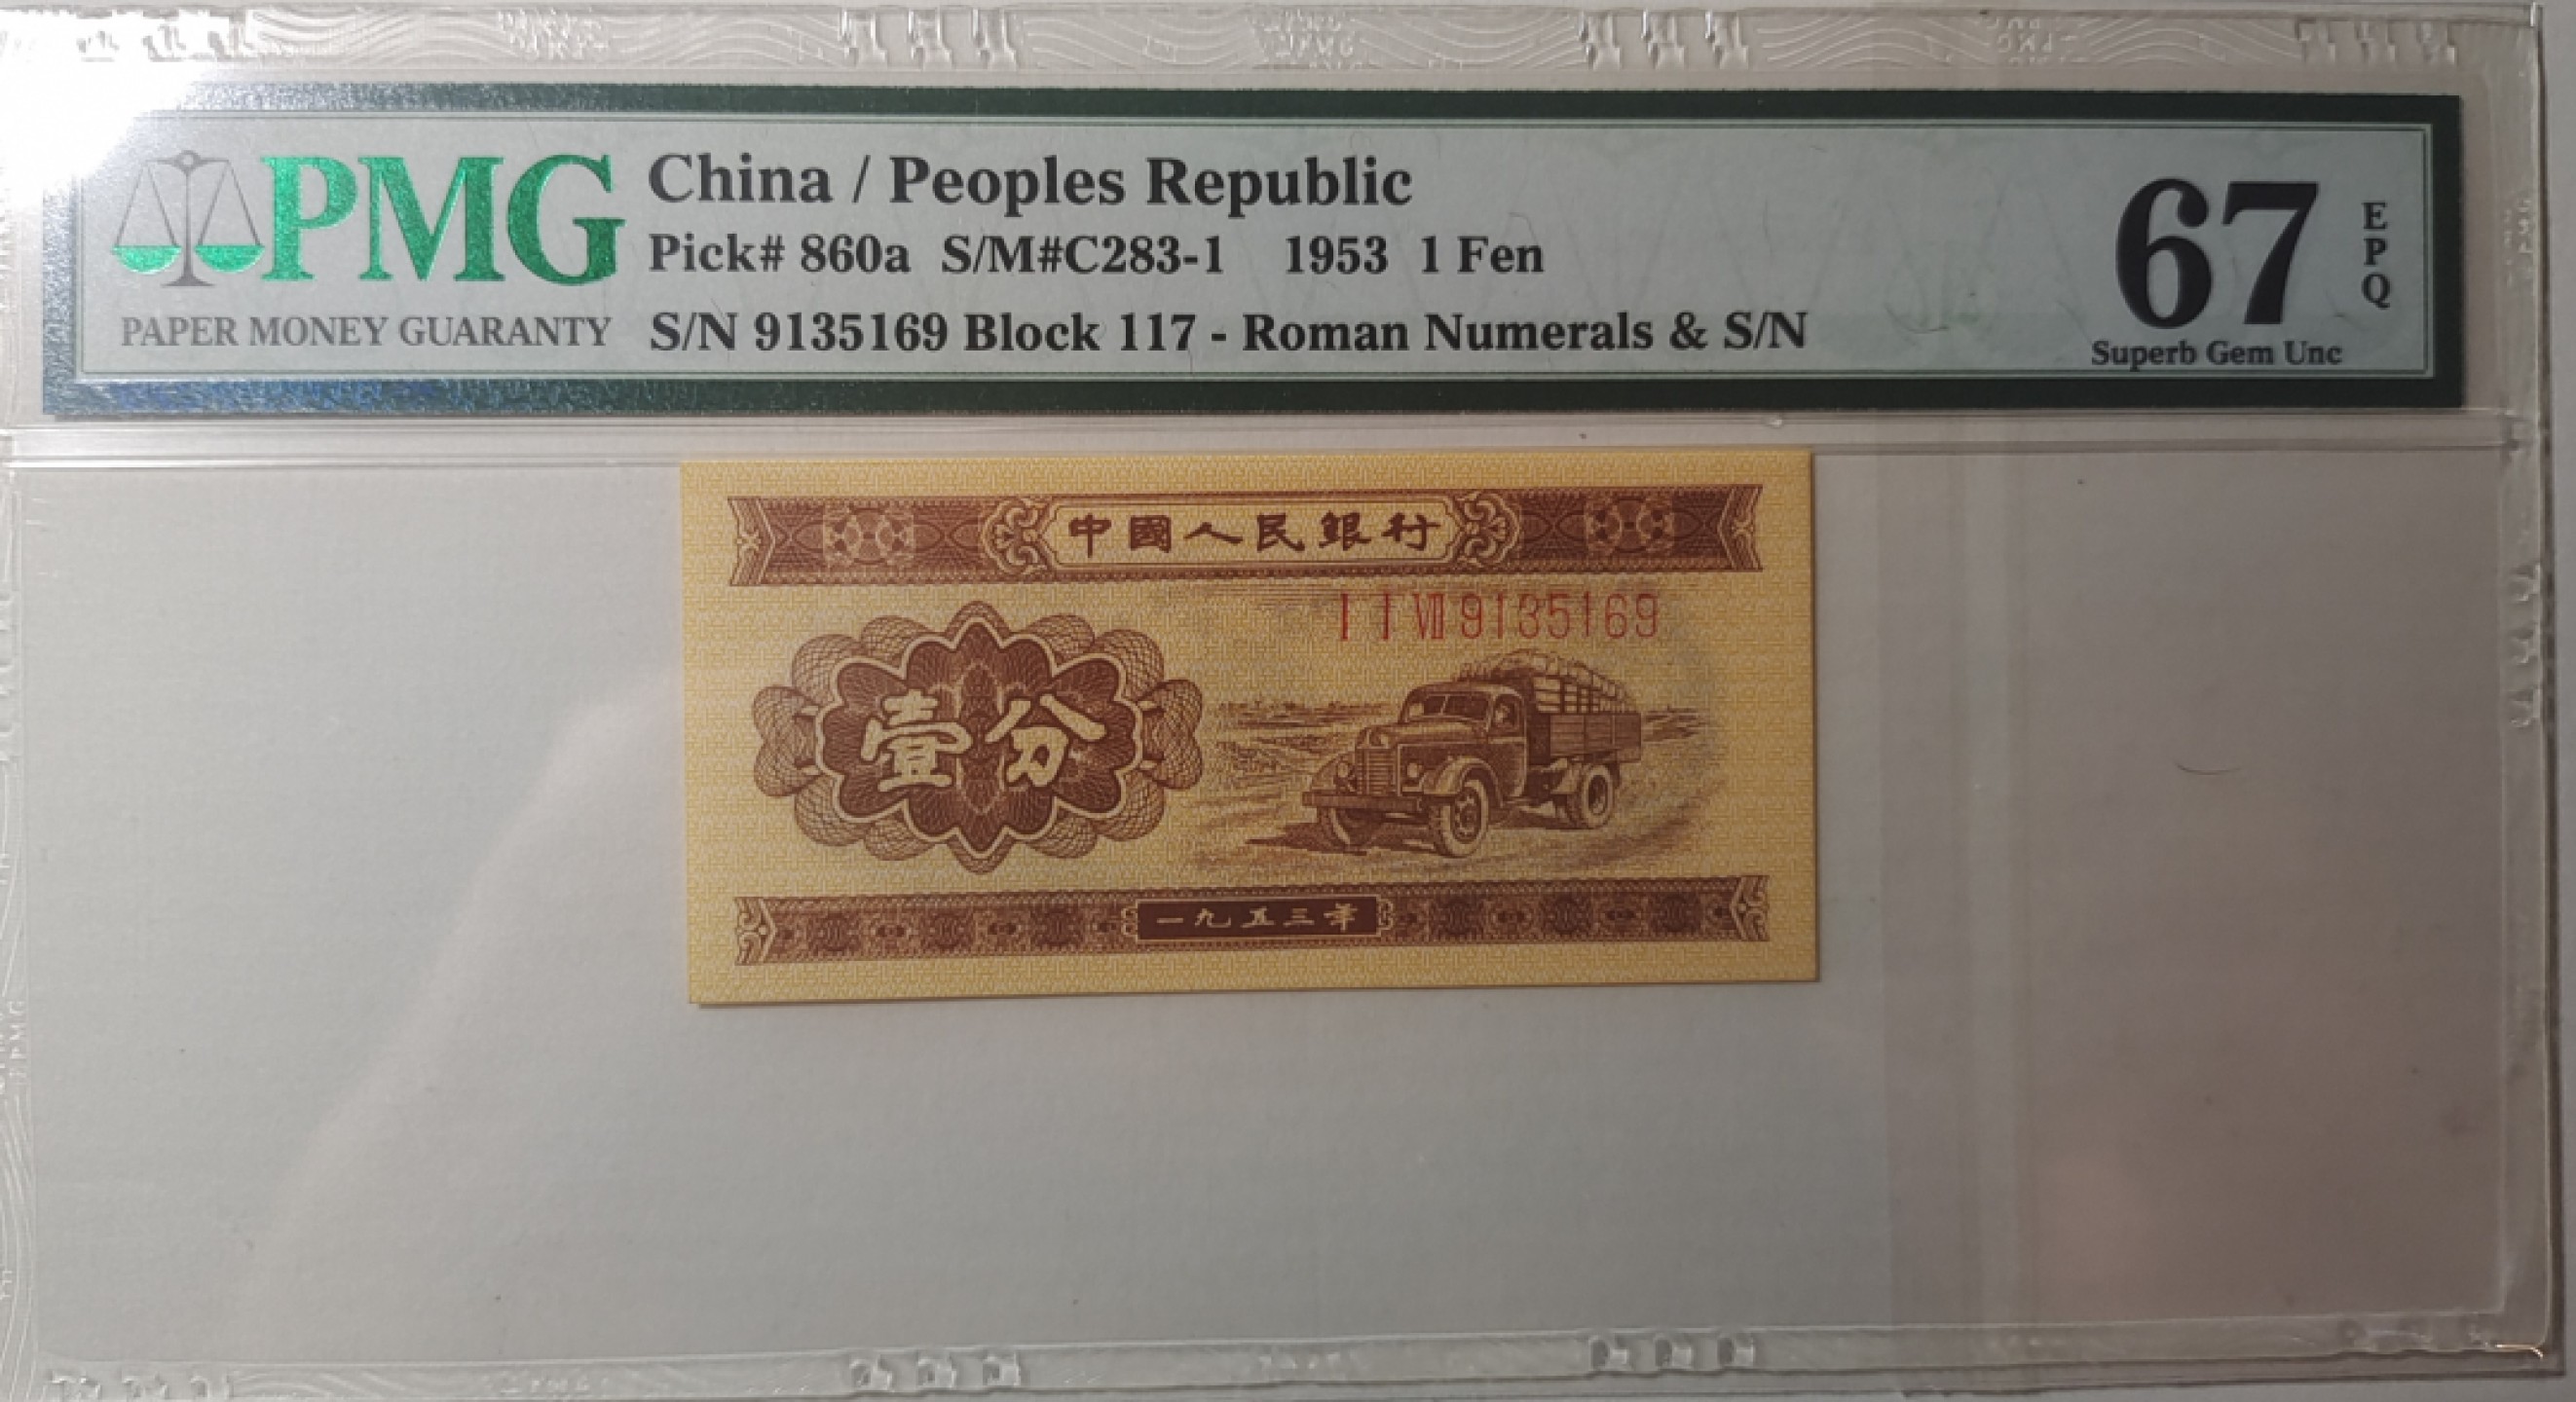 PMG
PAPER MONEY GUARANTY
China / Peoples Republic
Pick# 860a S/M#C283-1 1953 1 Fen
S/N 9135169 Block 117 - Roman Numerals & S/N
67
EPQ
Superb Gem Unc
中國人民銀行
I I VII 9135169
壹分
一九五三年